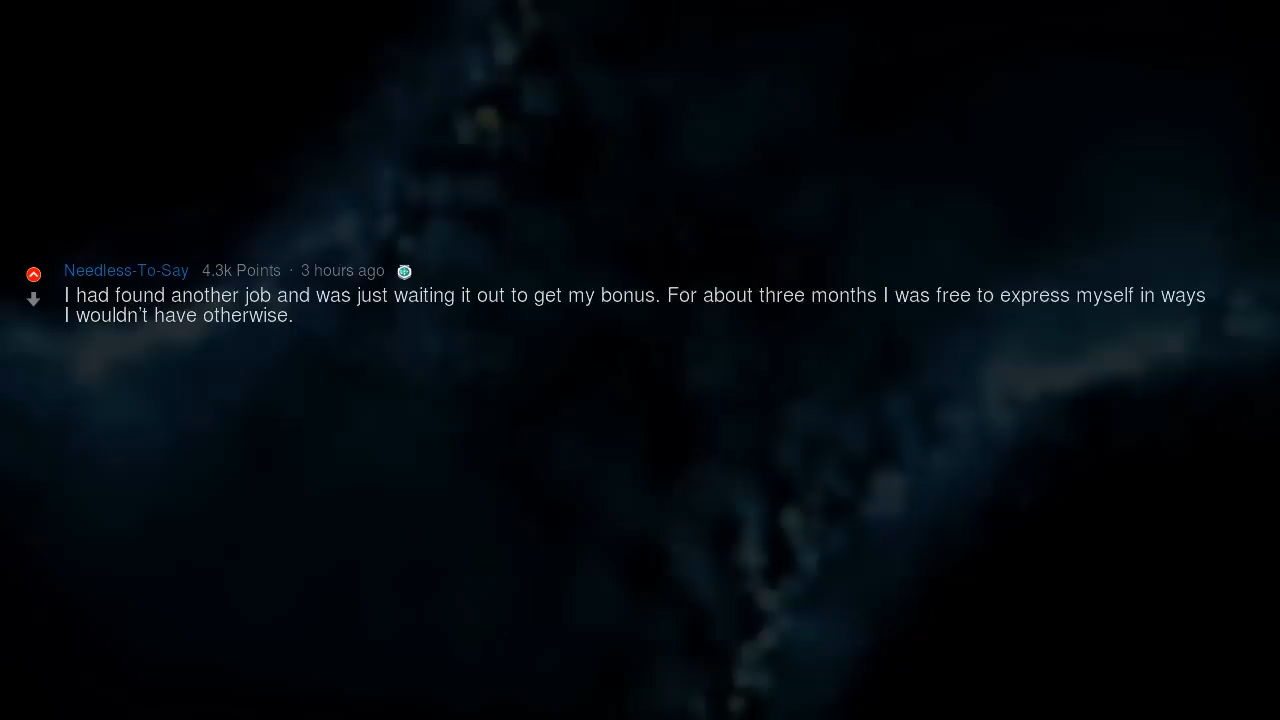 Needless-To-Say 4.3k Points · 3 hours ago
I had found another job and was just waiting it out to get my bonus. For about three months I was free to express myself in ways
I wouldn't have otherwise.